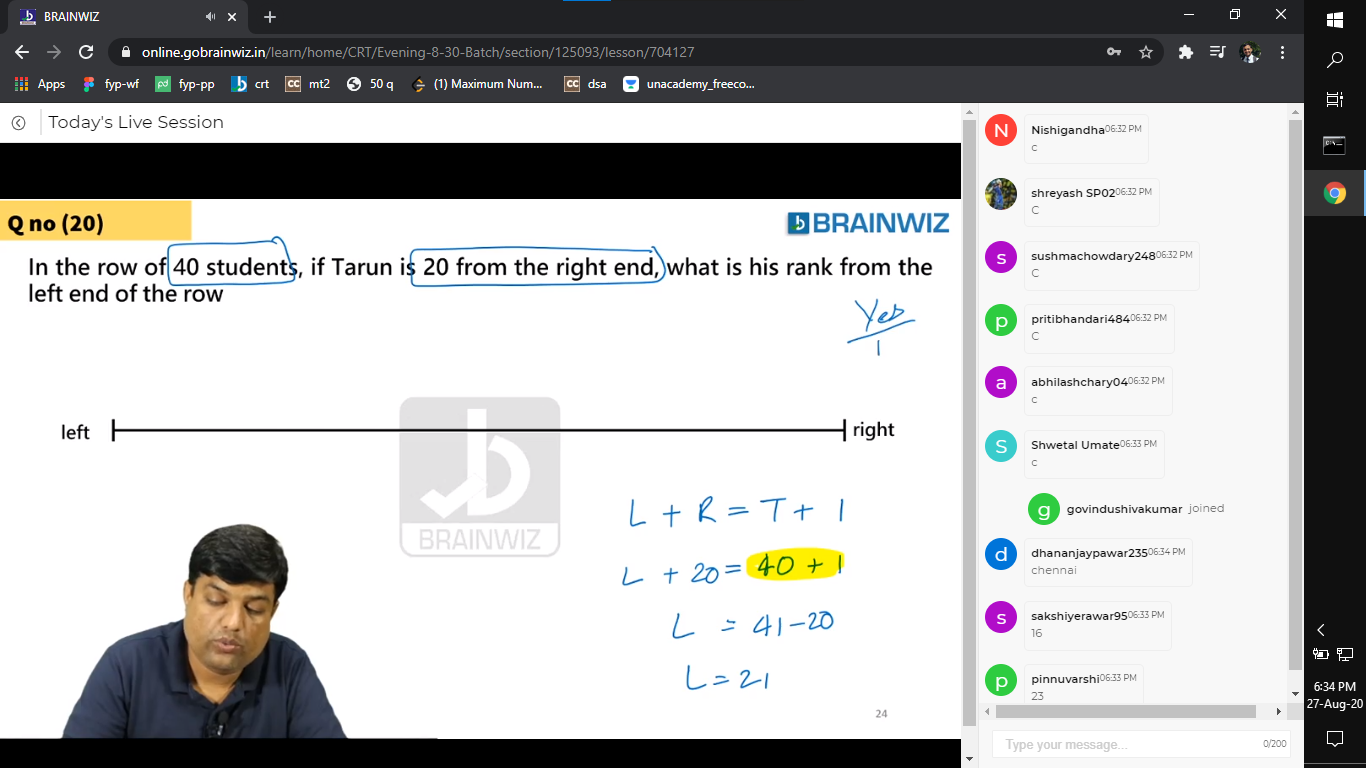 BRAINWIZ
online.gobrainwiz.in/learn/home/CRT/Evening-8-30-Batch/section/125093/lesson/704127
Apps fyp-wf fyp-pp crt CC mt2 50 q (1) Maximum Num... CC dsa unacademy_freeco...
Today's Live Session
Q no (20)
BRAINWIZ
In the row of 40 students, if Tarun is 20 from the right end, what is his rank from the
left end of the row
Yes
1
left
right
BRAINWIZ
L + R = T + 1
L + 20 = 40 + 1
L = 41 - 20
L = 21
24
N Nishigandha 06:32 PM
c
shreyash SP02 06:32 PM
C
s sushmachowdary248 06:32 PM
C
p pritibhandari484 06:32 PM
C
a abhilashchary04 06:32 PM
c
S Shwetal Umate 06:33 PM
c
g govindushivakumar joined
d dhananjaypawar235 06:34 PM
chennai
s sakshiyerawar95 06:33 PM
16
p pinnuvarshi 06:33 PM
23
Type your message... 0/200
6:34 PM
27-Aug-20